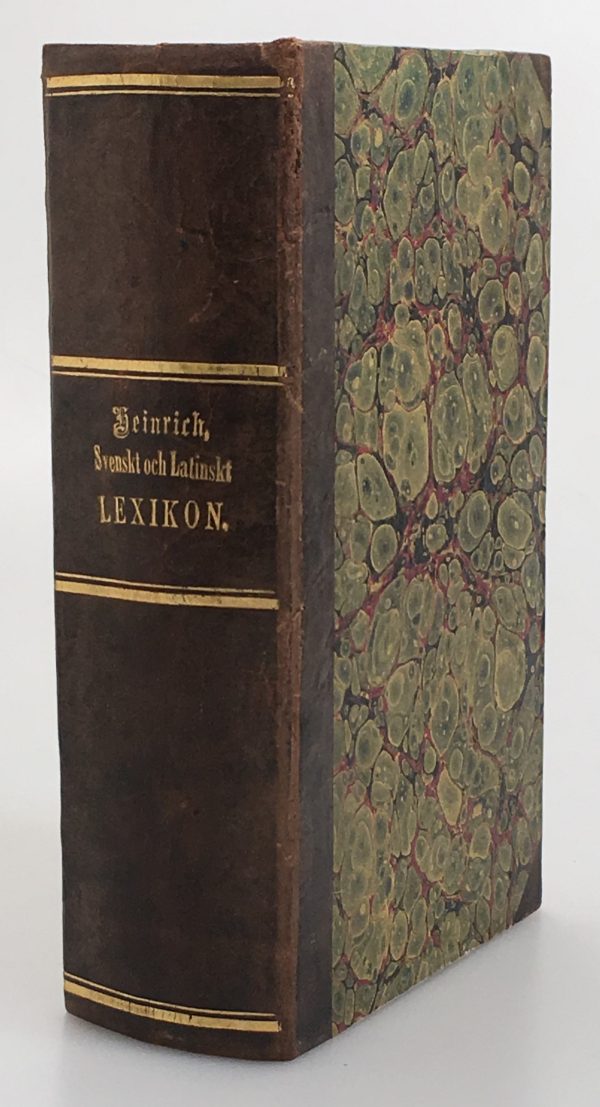 Heinrich,
Svenskt och Latinskt
LEXIKON.